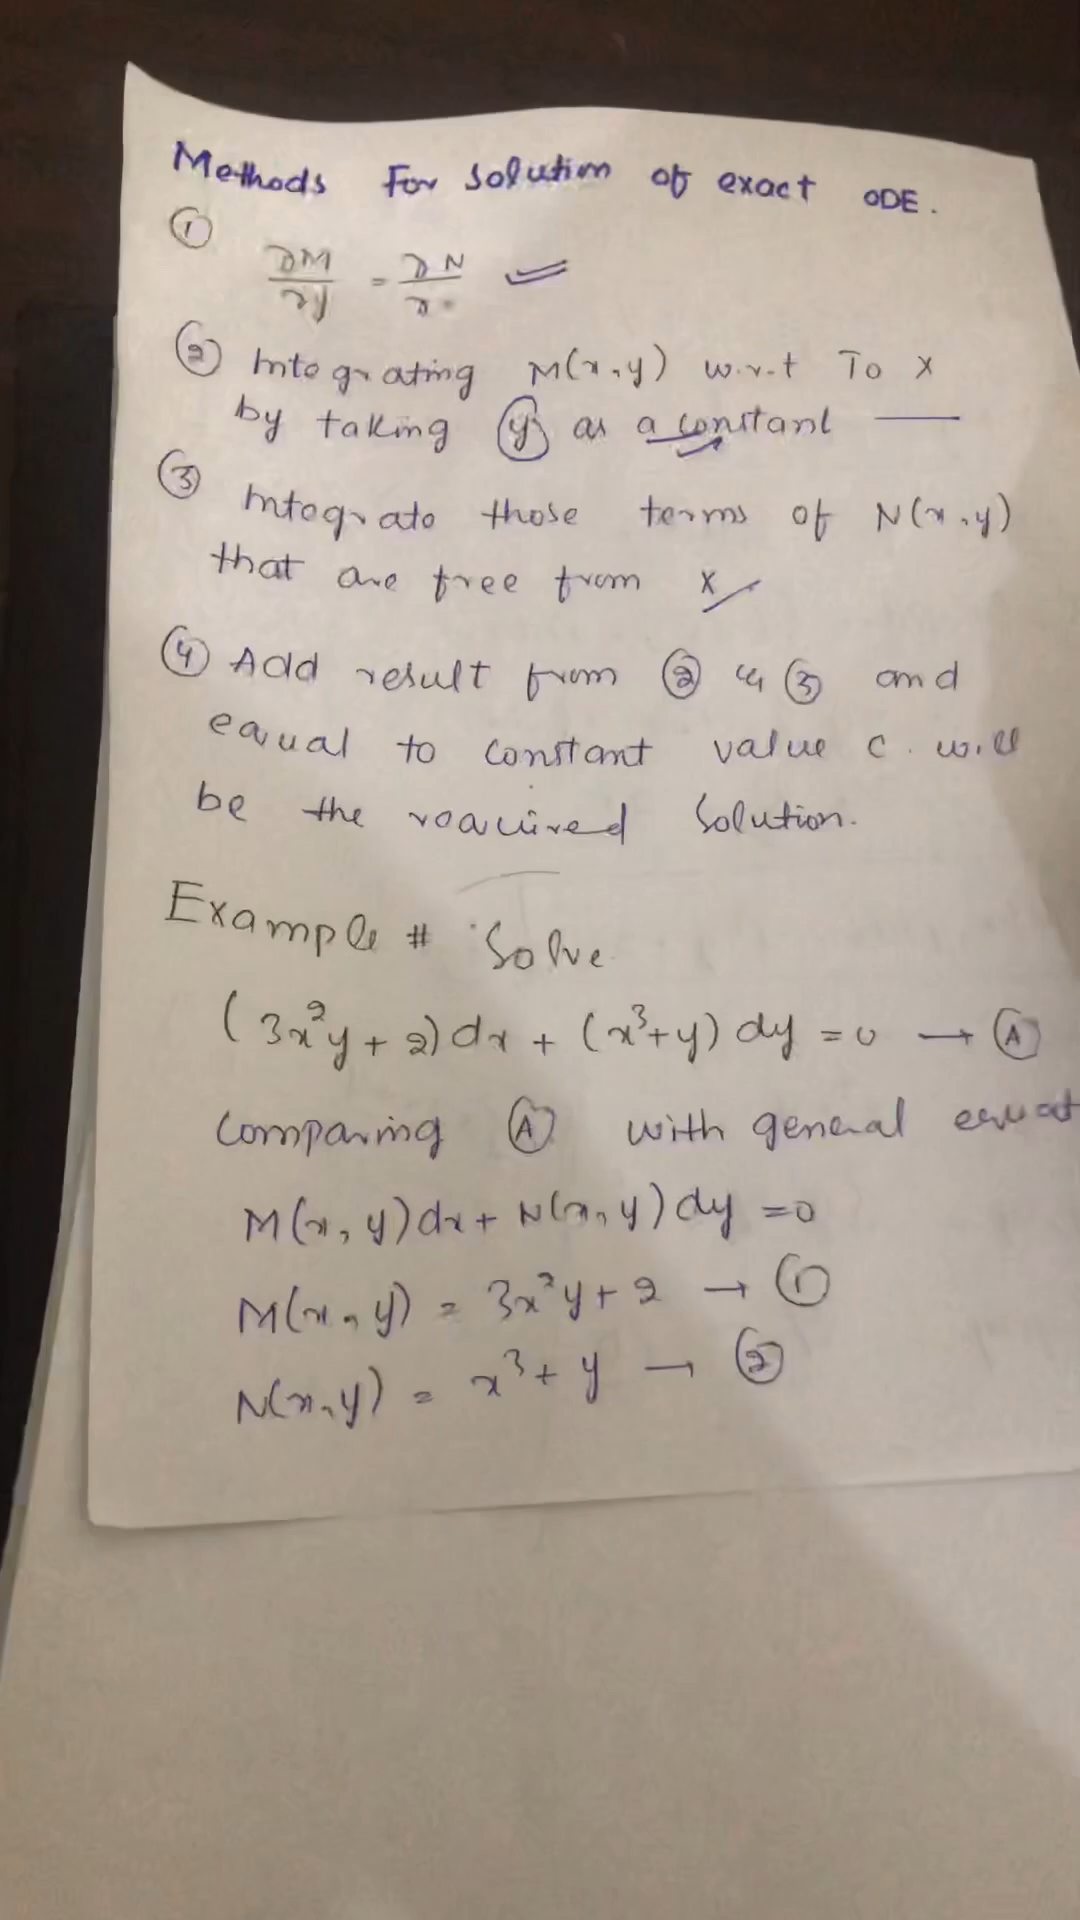 Methods For solution of exact ODE.
①
∂M/∂y = ∂N/∂x
② Integrating M(x,y) w.r.t To x
by taking y as a constant
③ Integrate those terms of N(x,y)
that are free from x
④ Add result from ② & ③ and
equal to constant value c. will
be the required solution.
Example # Solve
(3x²y + 2)dx + (x³+y) dy = 0 → Ⓐ
comparing Ⓐ with general equat
M(x,y)dx + N(x,y)dy = 0
M(x,y) = 3x²y + 2 → ①
N(x,y) = x³ + y → ②